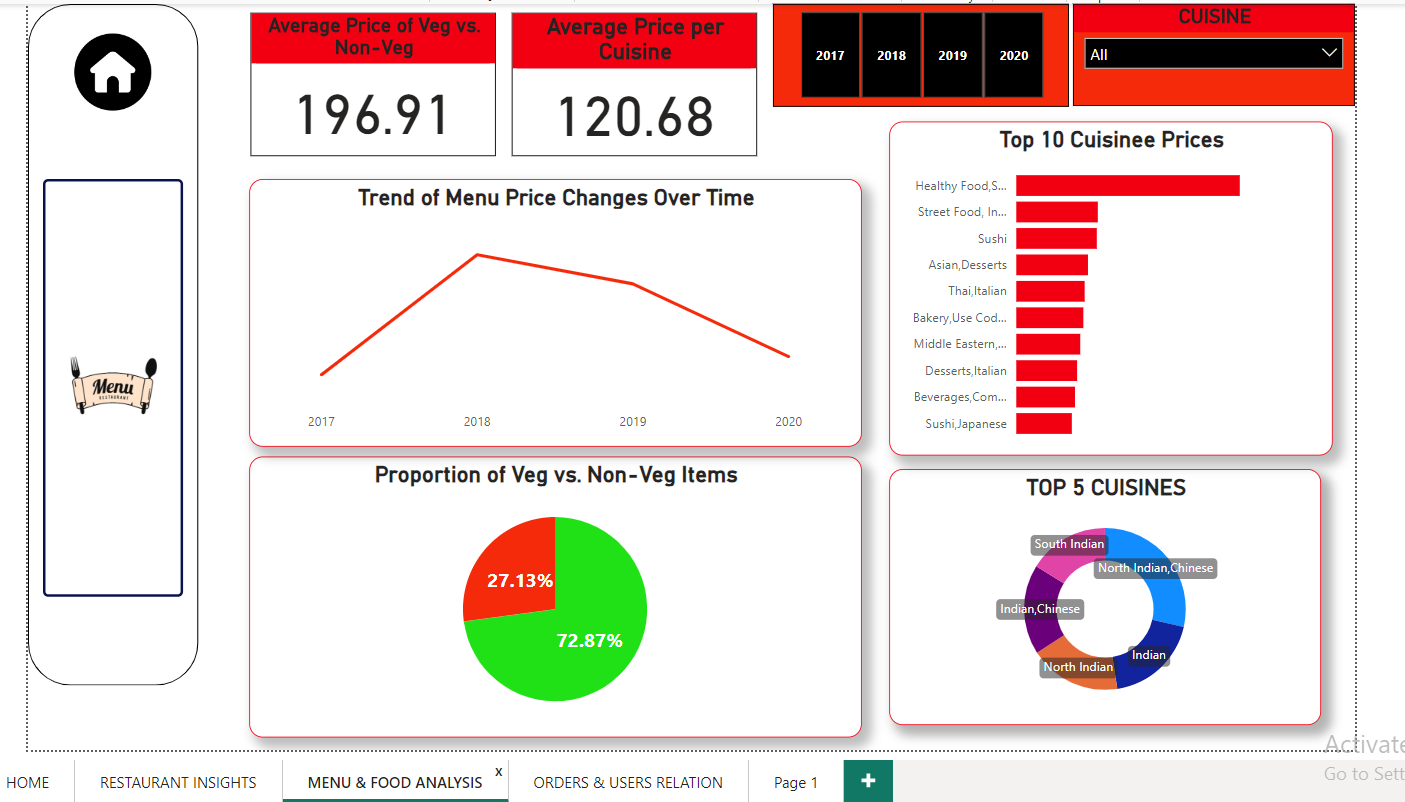 Average Price of Veg vs.
Non-Veg
196.91
Average Price per
Cuisine
120.68
2017
2018
2019
2020
CUISINE
All
Menu
RESTAURANT
Trend of Menu Price Changes Over Time
2017
2018
2019
2020
Top 10 Cuisinee Prices
Healthy Food,S...
Street Food, In...
Sushi
Asian,Desserts
Thai,Italian
Bakery,Use Cod...
Middle Eastern,...
Desserts,Italian
Beverages,Com...
Sushi,Japanese
Proportion of Veg vs. Non-Veg Items
27.13%
72.87%
TOP 5 CUISINES
South Indian
North Indian,Chinese
Indian,Chinese
Indian
North Indian
Activate
Go to Sett
HOME
RESTAURANT INSIGHTS
MENU & FOOD ANALYSIS
x
ORDERS & USERS RELATION
Page 1
+